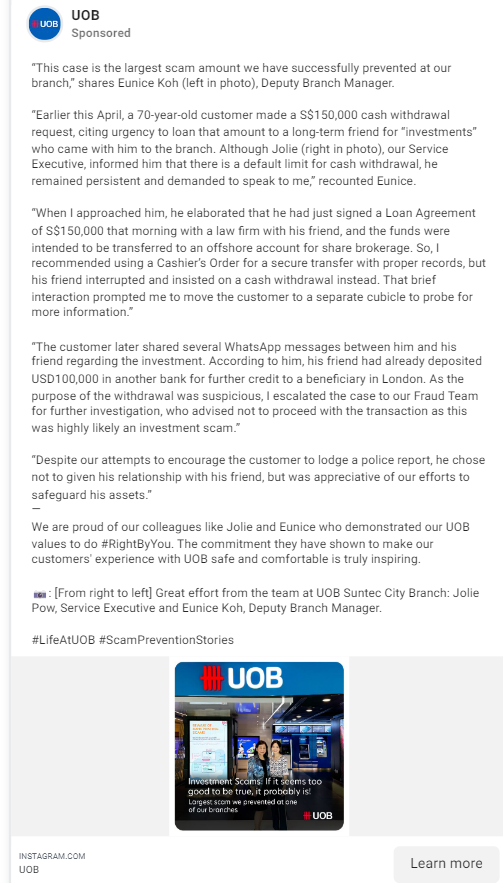 UOB
UOB
Sponsored
“This case is the largest scam amount we have successfully prevented at our
branch,” shares Eunice Koh (left in photo), Deputy Branch Manager.
“Earlier this April, a 70-year-old customer made a S$150,000 cash withdrawal
request, citing urgency to loan that amount to a long-term friend for “investments”
who came with him to the branch. Although Jolie (right in photo), our Service
Executive, informed him that there is a default limit for cash withdrawal, he
remained persistent and demanded to speak to me,” recounted Eunice.
“When I approached him, he elaborated that he had just signed a Loan Agreement
of S$150,000 that morning with a law firm with his friend, and the funds were
intended to be transferred to an offshore account for share brokerage. So, I
recommended using a Cashier’s Order for a secure transfer with proper records, but
his friend interrupted and insisted on a cash withdrawal instead. That brief
interaction prompted me to move the customer to a separate cubicle to probe for
more information.”
“The customer later shared several WhatsApp messages between him and his
friend regarding the investment. According to him, his friend had already deposited
USD100,000 in another bank for further credit to a beneficiary in London. As the
purpose of the withdrawal was suspicious, I escalated the case to our Fraud Team
for further investigation, who advised not to proceed with the transaction as this
was highly likely an investment scam.”
“Despite our attempts to encourage the customer to lodge a police report, he chose
not to given his relationship with his friend, but was appreciative of our efforts to
safeguard his assets.”
—
We are proud of our colleagues like Jolie and Eunice who demonstrated our UOB
values to do #RightByYou. The commitment they have shown to make our
customers' experience with UOB safe and comfortable is truly inspiring.
📷 : [From right to left] Great effort from the team at UOB Suntec City Branch: Jolie
Pow, Service Executive and Eunice Koh, Deputy Branch Manager.
#LifeAtUOB #ScamPreventionStories
UOB
Investment Scams: If it seems too
good to be true, it probably is!
Largest scam we prevented at one
of our branches
UOB
INSTAGRAM.COM
UOB
Learn more